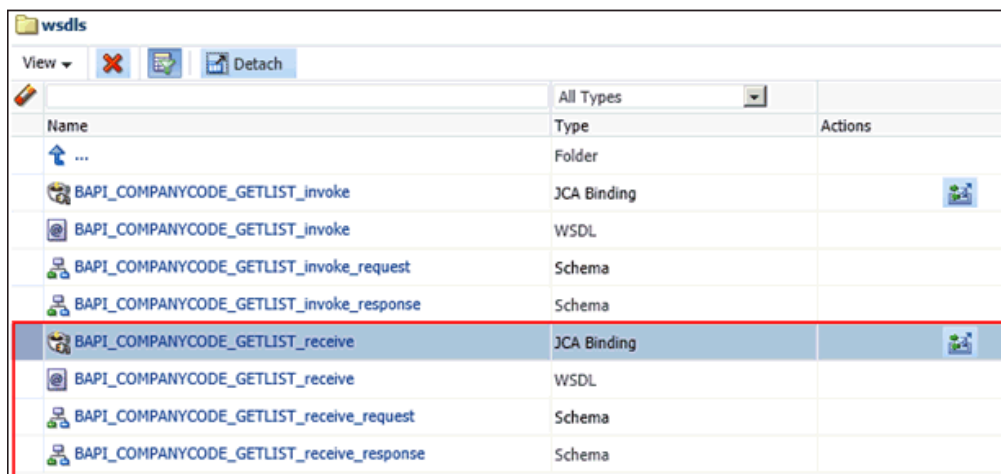 wsdls
View Detach
All Types
Name Type Actions
... Folder
BAPI_COMPANYCODE_GETLIST_invoke JCA Binding
BAPI_COMPANYCODE_GETLIST_invoke WSDL
BAPI_COMPANYCODE_GETLIST_invoke_request Schema
BAPI_COMPANYCODE_GETLIST_invoke_response Schema
BAPI_COMPANYCODE_GETLIST_receive JCA Binding
BAPI_COMPANYCODE_GETLIST_receive WSDL
BAPI_COMPANYCODE_GETLIST_receive_request Schema
BAPI_COMPANYCODE_GETLIST_receive_response Schema